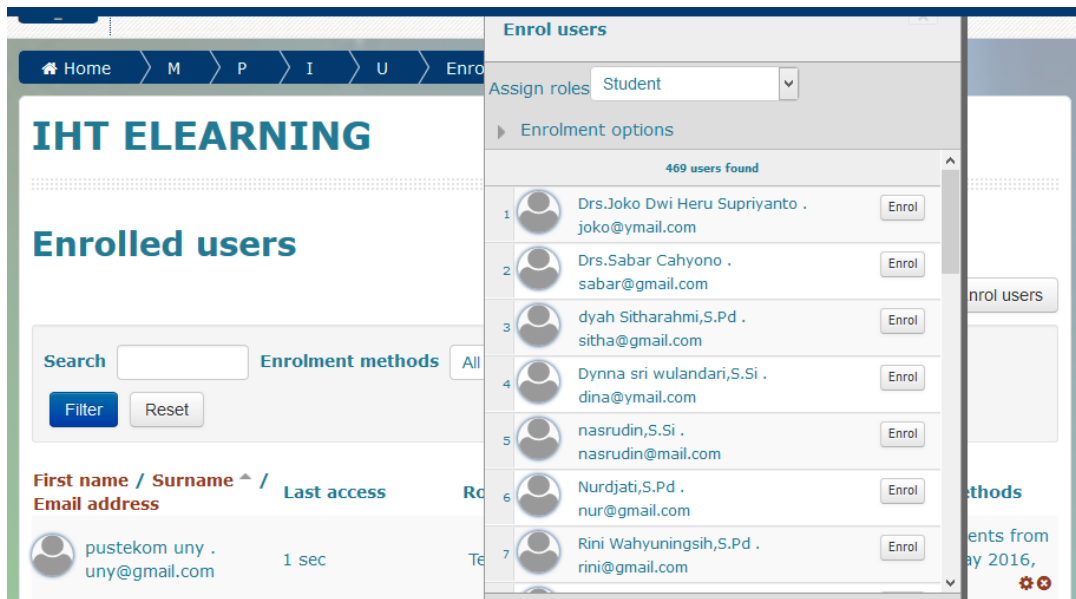 Home M P I U Enro
IHT ELEARNING
Enrolled users
nrol users
Search Enrolment methods All
Filter Reset
First name / Surname /
Email address
Last access
Ro
thods
pustekom uny .
uny@gmail.com
1 sec
Te
ents from
ay 2016,
Enrol users
Assign roles Student
Enrolment options
469 users found
1 Drs.Joko Dwi Heru Supriyanto .
joko@ymail.com
Enrol
2 Drs.Sabar Cahyono .
sabar@gmail.com
Enrol
3 dyah Sitharahmi,S.Pd .
sitha@gmail.com
Enrol
4 Dynna sri wulandari,S.Si .
dina@ymail.com
Enrol
5 nasrudin,S.Si .
nasrudin@mail.com
Enrol
6 Nurdjati,S.Pd .
nur@gmail.com
Enrol
7 Rini Wahyuningsih,S.Pd .
rini@gmail.com
Enrol